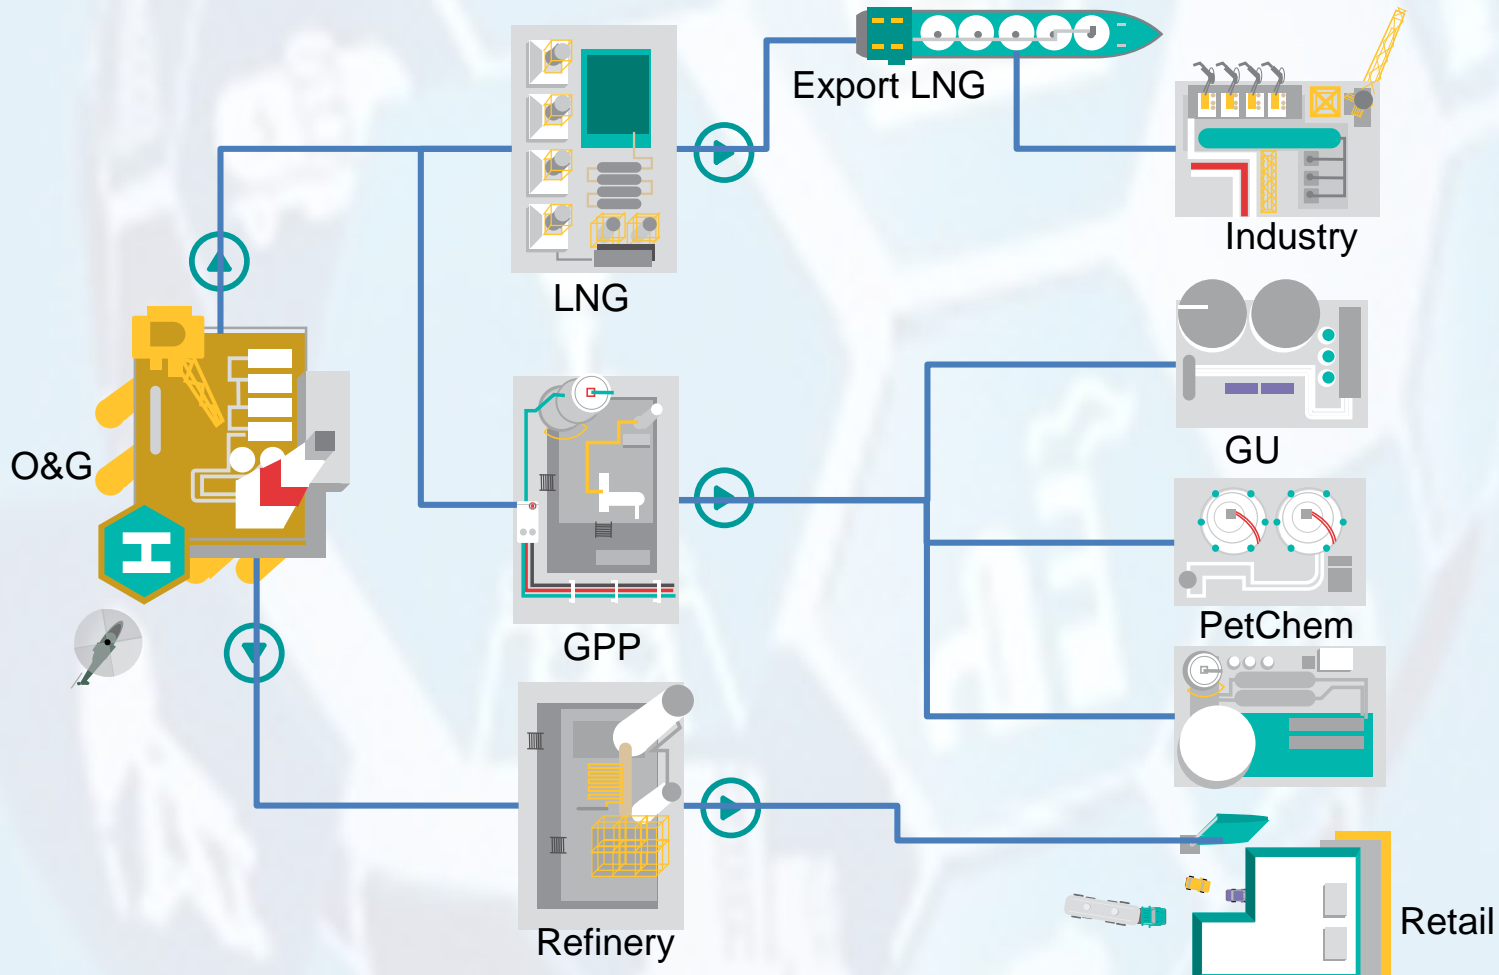 Export LNG
Industry
LNG
O&G
GU
GPP
PetChem
Refinery
Retail